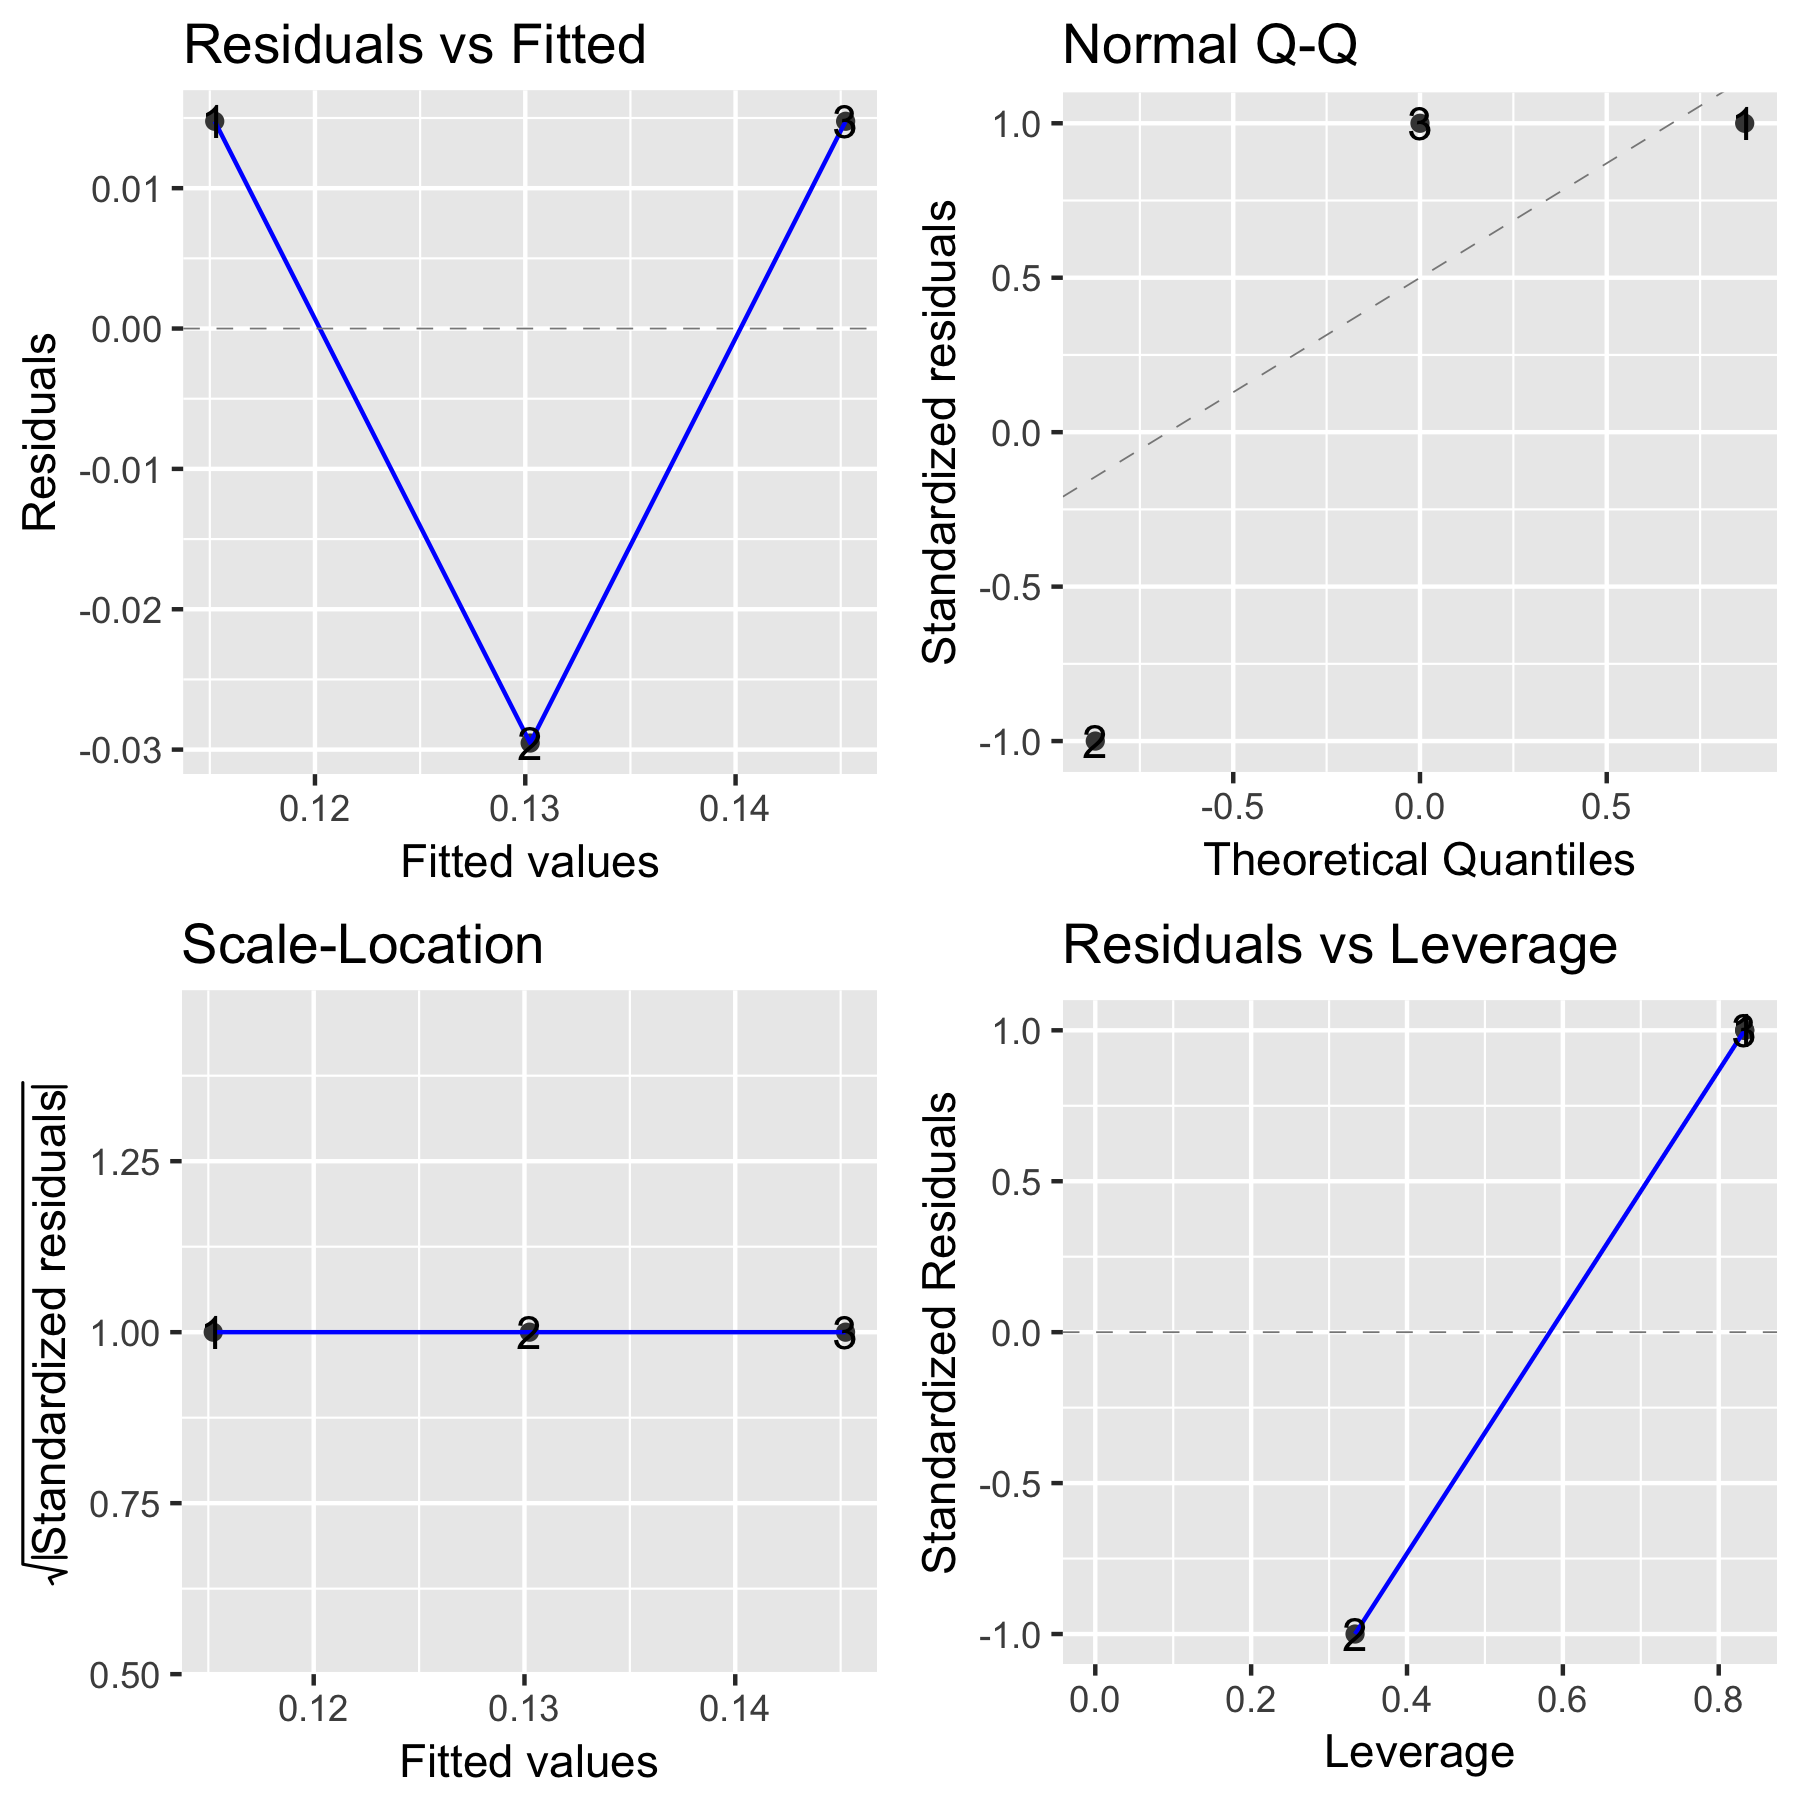 Residuals vs Fitted
1
3
2
0.01
0.00
-0.01
-0.02
-0.03
0.12 0.13 0.14
Residuals
Fitted values
Normal Q-Q
3
1
2
1.0
0.5
0.0
-0.5
-1.0
-0.5 0.0 0.5
Standardized residuals
Theoretical Quantiles
Scale-Location
1 2 3
1.25
1.00
0.75
0.50
0.12 0.13 0.14
√|Standardized residuals|
Fitted values
Residuals vs Leverage
1
3
2
1.0
0.5
0.0
-0.5
-1.0
0.0 0.2 0.4 0.6 0.8
Standardized Residuals
Leverage